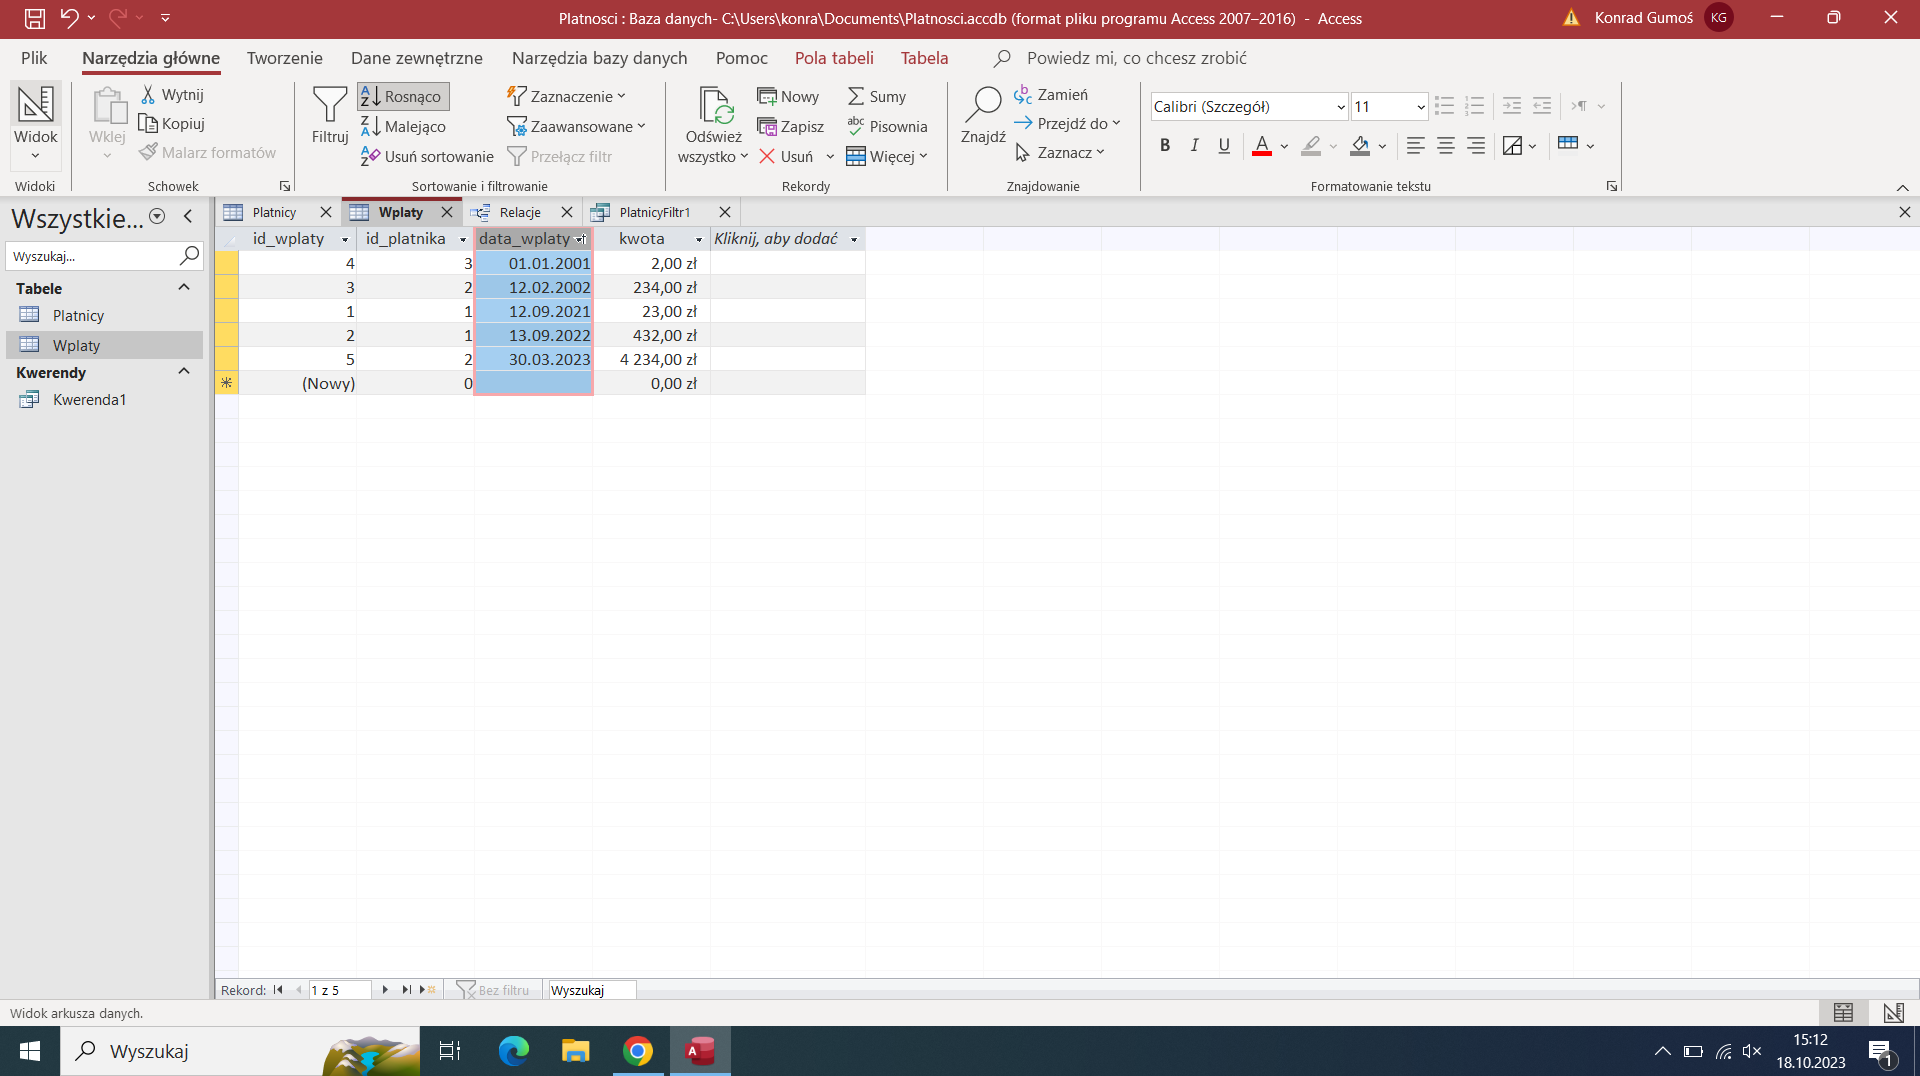 Platnosci : Baza danych- C:\Users\konra\Documents\Platnosci.accdb (format pliku programu Access 2007–2016) - Access
Konrad Gumoś KG
Plik Narzędzia główne Tworzenie Dane zewnętrzne Narzędzia bazy danych Pomoc Pola tabeli Tabela Powiedz mi, co chcesz zrobić
Widok
Widoki
Wklej
Wytnij
Kopiuj
Malarz formatów
Schowek
Filtruj
Rosnąco
Malejąco
Usuń sortowanie
Zaznaczenie
Zaawansowane
Przełącz filtr
Sortowanie i filtrowanie
Odśwież
wszystko
Nowy
Zapisz
Usuń
Sumy
Pisownia
Więcej
Rekordy
Znajdź
Zamień
Przejdź do
Zaznacz
Znajdowanie
Calibri (Szczegół) 11
B I U A
Formatowanie tekstu
Wszystkie...
Wyszukaj...
Tabele
Platnicy
Wplaty
Kwerendy
Kwerenda1
Platnicy Wplaty Relacje PlatnicyFiltr1
id_wplaty id_platnika data_wplaty kwota Kliknij, aby dodać
4 3 01.01.2001 2,00 zł
3 2 12.02.2002 234,00 zł
1 1 12.09.2021 23,00 zł
2 1 13.09.2022 432,00 zł
5 2 30.03.2023 4 234,00 zł
(Nowy) 0 0,00 zł
Rekord: 1 z 5 Bez filtru Wyszukaj
Widok arkusza danych.
Wyszukaj
15:12
18.10.2023
1